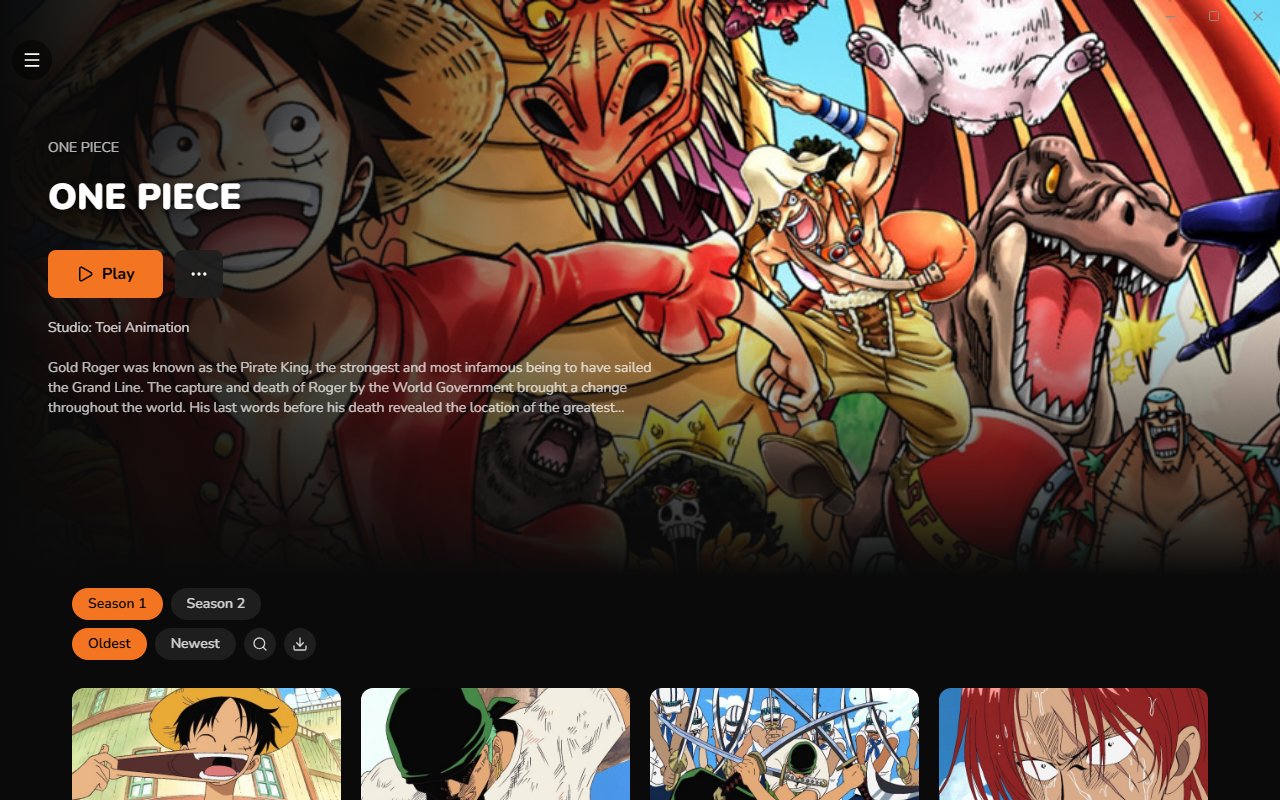 ONE PIECE
ONE PIECE
Play
Studio: Toei Animation
Gold Roger was known as the Pirate King, the strongest and most infamous being to have sailed
the Grand Line. The capture and death of Roger by the World Government brought a change
throughout the world. His last words before his death revealed the location of the greatest...
Season 1
Season 2
Oldest
Newest